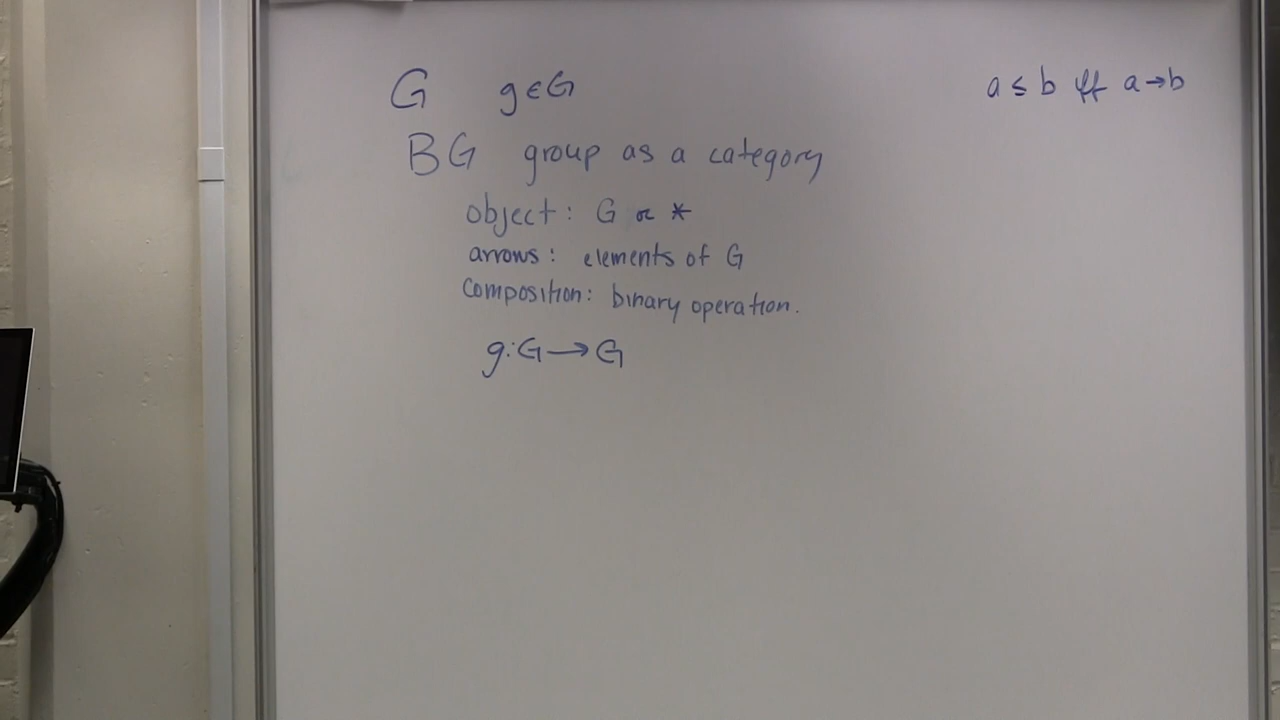 G g∈G
a ≤ b iff a→b
BG group as a category
object: G or *
arrows: elements of G
composition: binary operation.
g:G→G